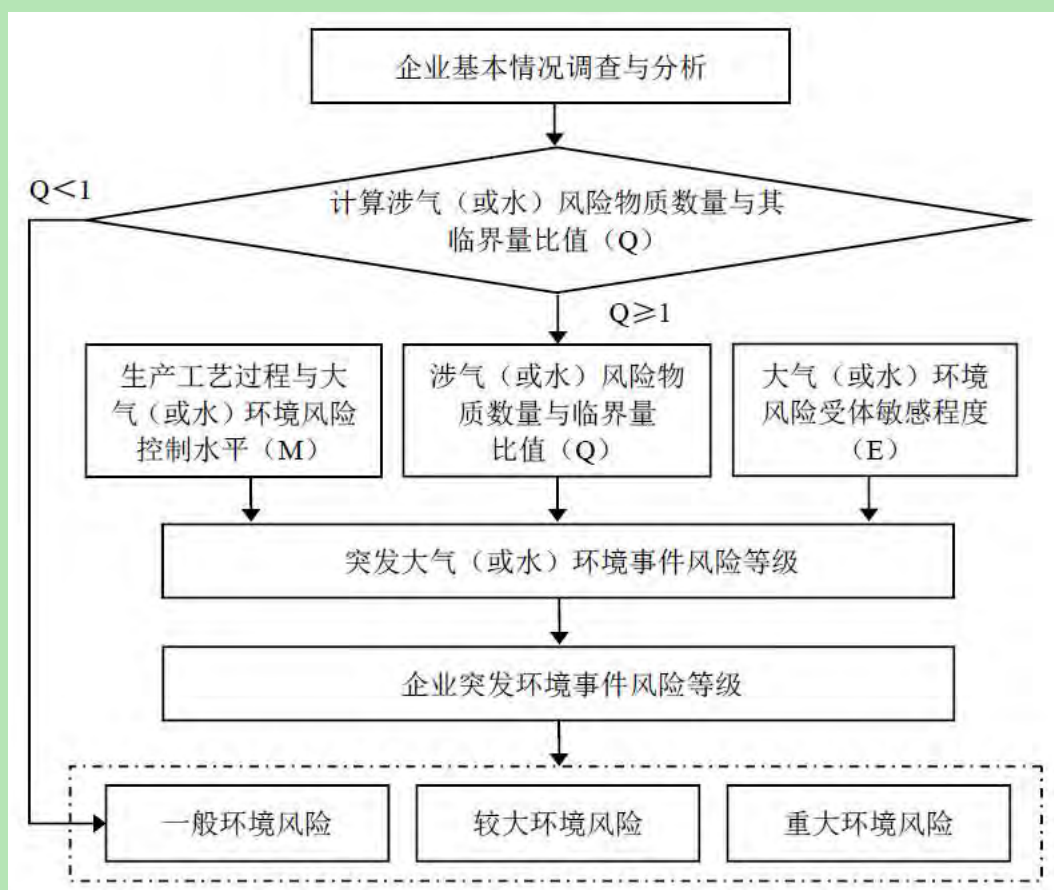 企业基本情况调查与分析
Q＜1
计算涉气（或水）风险物质数量与其
临界量比值（Q）
Q≥1
生产工艺过程与大
气（或水）环境风险
控制水平（M）
涉气（或水）风险物
质数量与临界量
比值（Q）
大气（或水）环境
风险受体敏感程度
（E）
突发大气（或水）环境事件风险等级
企业突发环境事件风险等级
一般环境风险
较大环境风险
重大环境风险